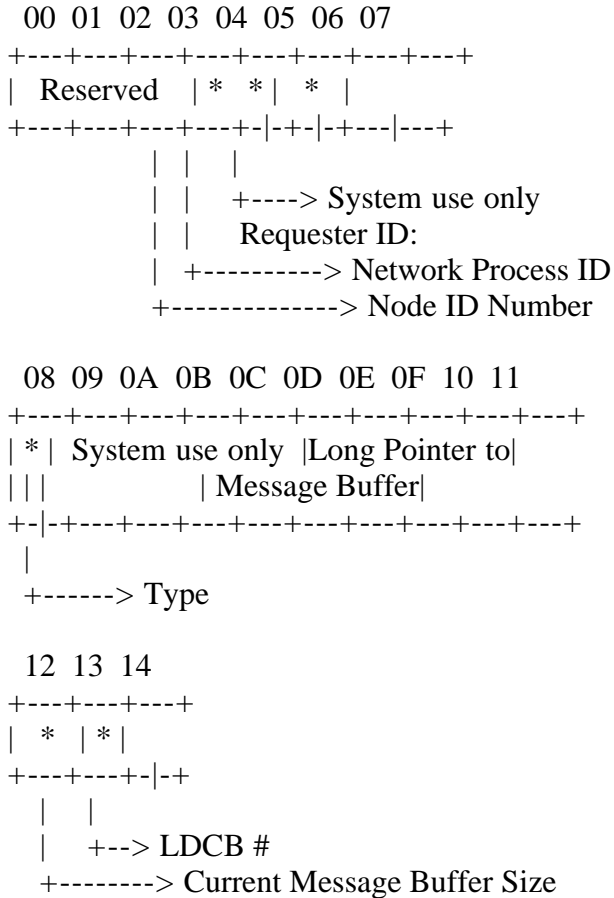 00 01 02 03 04 05 06 07
+---+---+---+---+---+---+---+---+
| Reserved | * * | * |
+---+---+---+---+-|-+-|-+---|---+
| | |
| | +----> System use only
| | Requester ID:
| +----------> Network Process ID
+--------------> Node ID Number
08 09 0A 0B 0C 0D 0E 0F 10 11
+---+---+---+---+---+---+---+---+---+---+
| * | System use only |Long Pointer to|
| | | | Message Buffer|
+-|-+---+---+---+---+---+---+---+---+---+
|
+------> Type
12 13 14
+---+---+---+
| * | * |
+---+---+-|-+
| |
| +--> LDCB #
+--------> Current Message Buffer Size